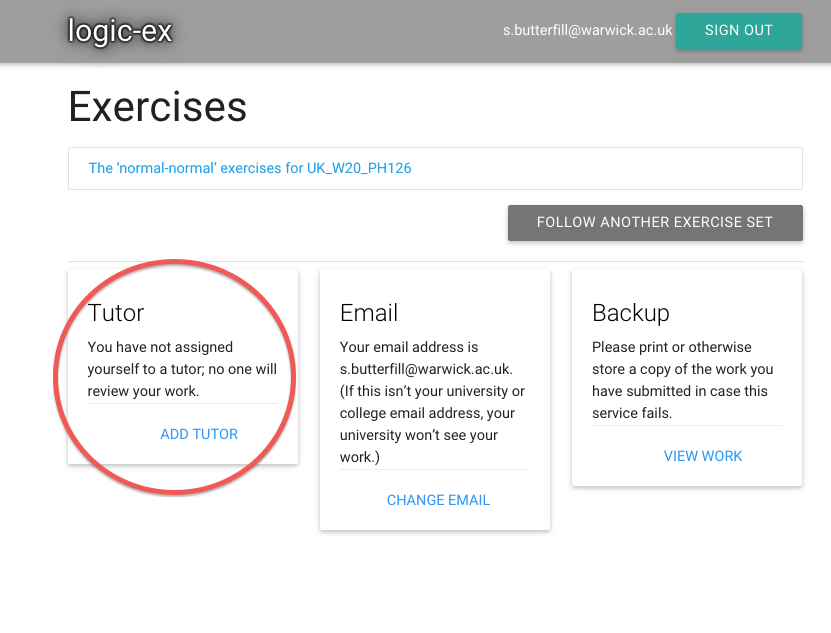 logic-ex
s.butterfill@warwick.ac.uk SIGN OUT
Exercises
The ‘normal-normal’ exercises for UK_W20_PH126
FOLLOW ANOTHER EXERCISE SET
Tutor
You have not assigned
yourself to a tutor; no one will
review your work.
ADD TUTOR
Email
Your email address is
s.butterfill@warwick.ac.uk.
(If this isn’t your university or
college email address, your
university won’t see your
work.)
CHANGE EMAIL
Backup
Please print or otherwise
store a copy of the work you
have submitted in case this
service fails.
VIEW WORK